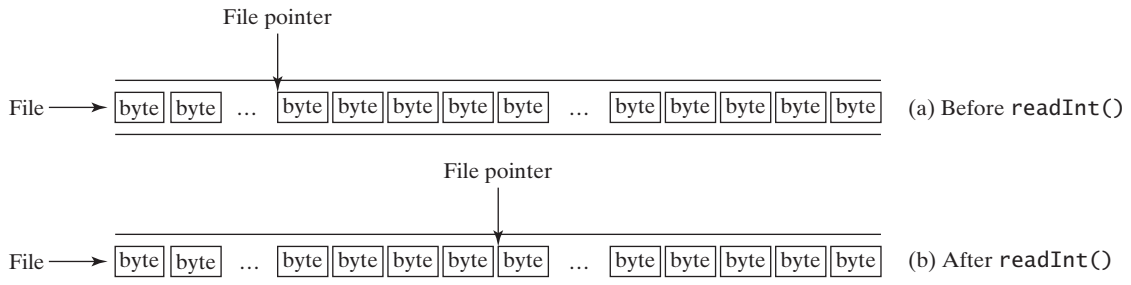 File pointer
File byte byte ... byte byte byte byte byte ... byte byte byte byte byte (a) Before readInt()
File pointer
File byte byte ... byte byte byte byte byte ... byte byte byte byte byte (b) After readInt()